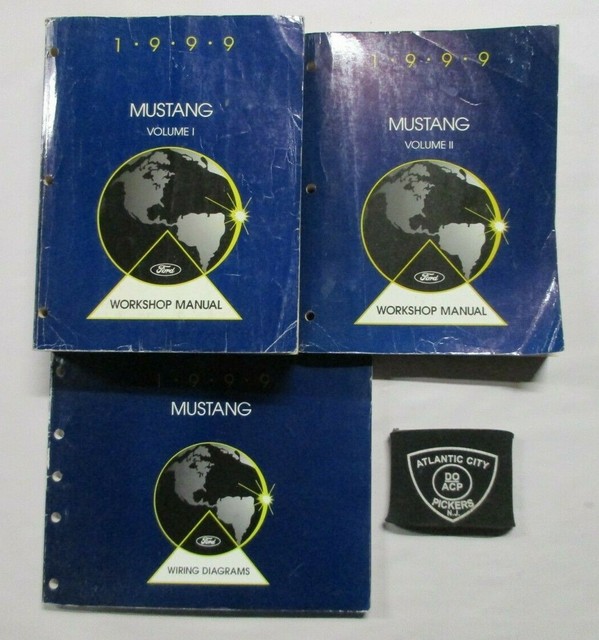 1·9·9·9
MUSTANG
VOLUME I
Ford
WORKSHOP MANUAL
1·9·9·9
MUSTANG
VOLUME II
Ford
WORKSHOP MANUAL
1·9·9·9
MUSTANG
Ford
WIRING DIAGRAMS
ATLANTIC CITY
DO
ACP
PICKERS
N.J.